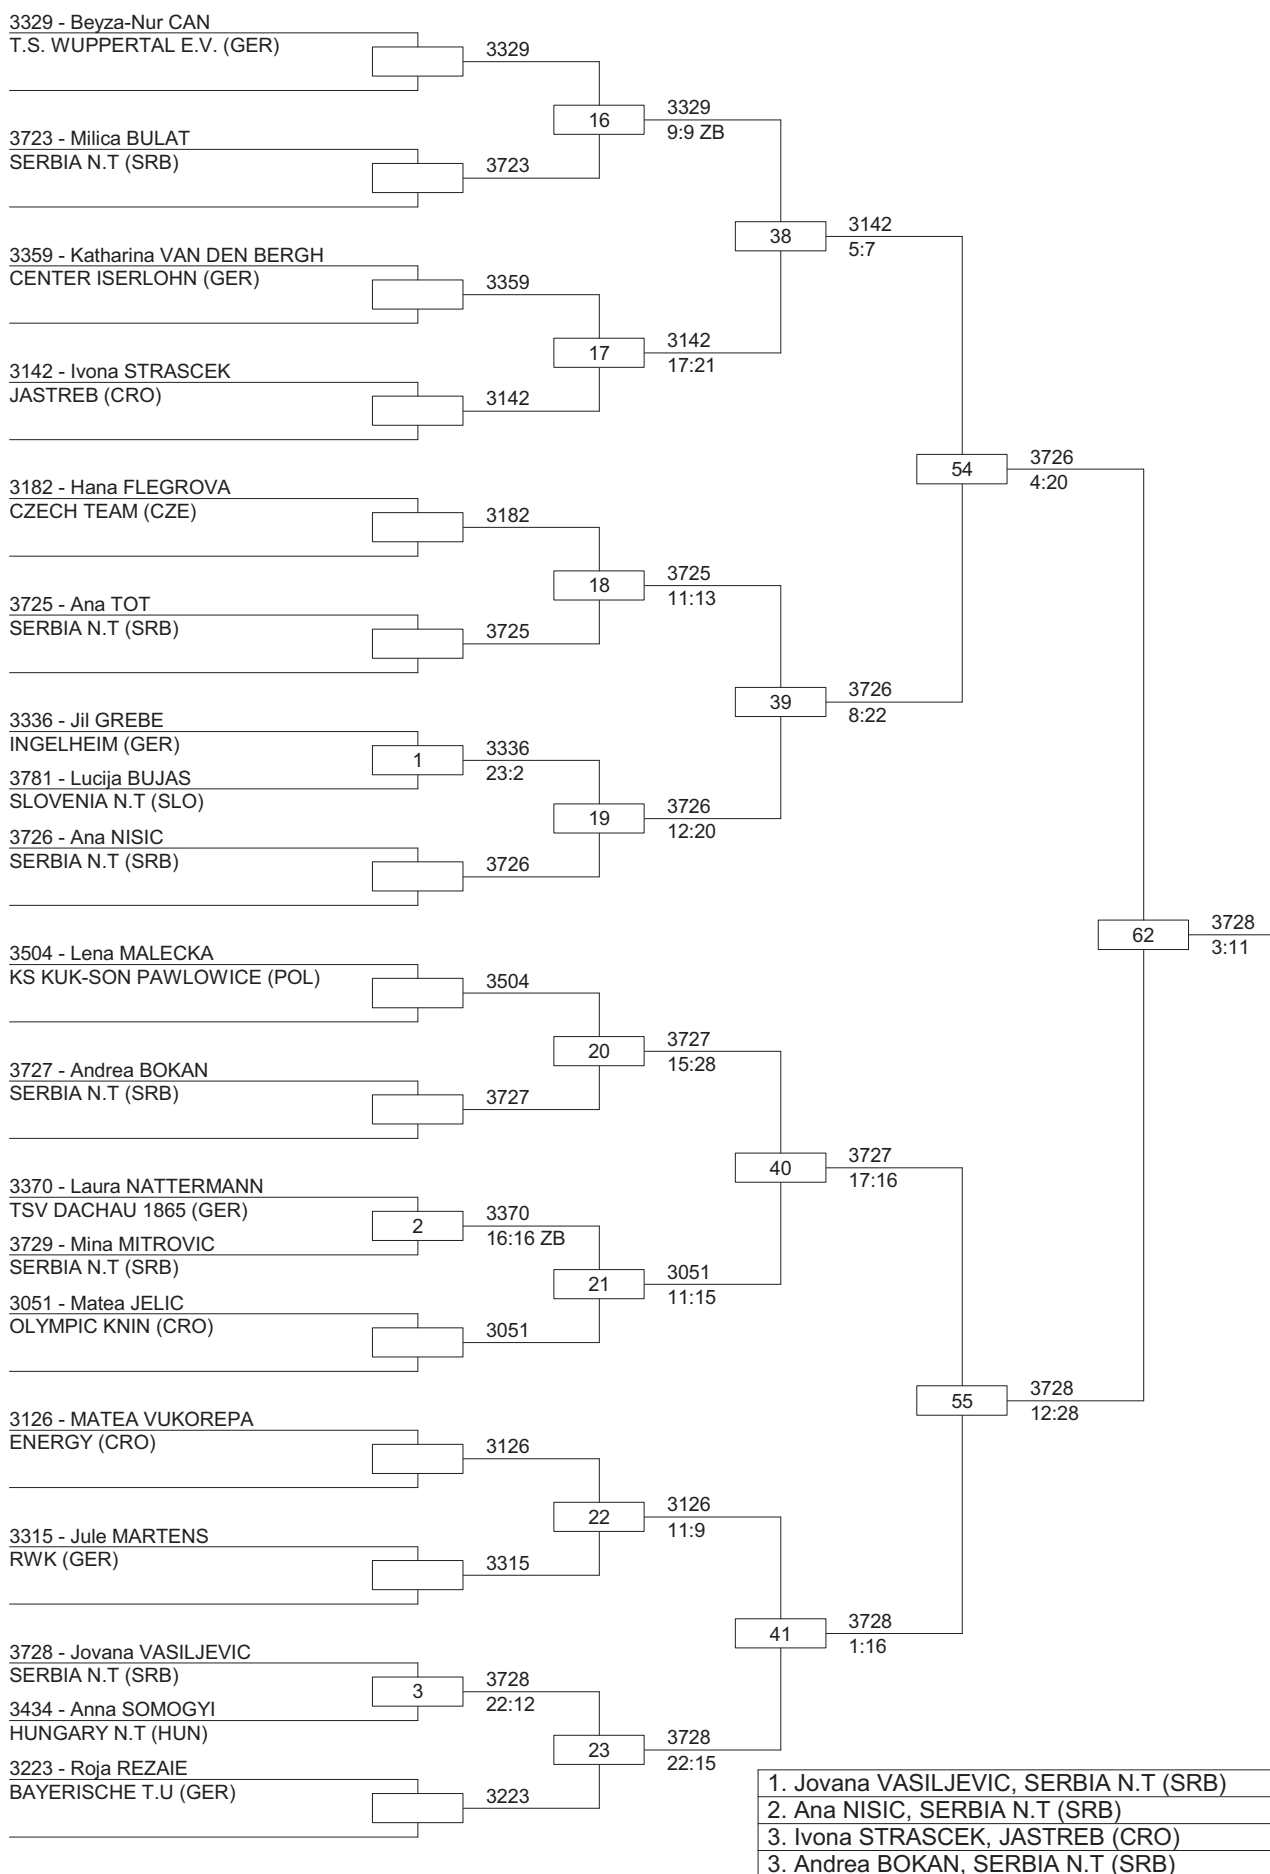 3329 - Beyza-Nur CAN
T.S. WUPPERTAL E.V. (GER)
3329
16
3329
9:9 ZB
3723 - Milica BULAT
SERBIA N.T (SRB)
3723
38
3142
5:7
3359 - Katharina VAN DEN BERGH
CENTER ISERLOHN (GER)
3359
17
3142
17:21
3142 - Ivona STRASCEK
JASTREB (CRO)
3142
54
3726
4:20
3182 - Hana FLEGROVA
CZECH TEAM (CZE)
3182
18
3725
11:13
3725 - Ana TOT
SERBIA N.T (SRB)
3725
39
3726
8:22
3336 - Jil GREBE
INGELHEIM (GER)
1
3336
23:2
3781 - Lucija BUJAS
SLOVENIA N.T (SLO)
19
3726
12:20
3726 - Ana NISIC
SERBIA N.T (SRB)
3726
62
3728
3:11
3504 - Lena MALECKA
KS KUK-SON PAWLOWICE (POL)
3504
20
3727
15:28
3727 - Andrea BOKAN
SERBIA N.T (SRB)
3727
40
3727
17:16
3370 - Laura NATTERMANN
TSV DACHAU 1865 (GER)
2
3370
16:16 ZB
3729 - Mina MITROVIC
SERBIA N.T (SRB)
21
3051
11:15
3051 - Matea JELIC
OLYMPIC KNIN (CRO)
3051
55
3728
12:28
3126 - MATEA VUKOREPA
ENERGY (CRO)
3126
22
3126
11:9
3315 - Jule MARTENS
RWK (GER)
3315
41
3728
1:16
3728 - Jovana VASILJEVIC
SERBIA N.T (SRB)
3
3728
22:12
3434 - Anna SOMOGYI
HUNGARY N.T (HUN)
23
3728
22:15
3223 - Roja REZAIE
BAYERISCHE T.U (GER)
3223
1. Jovana VASILJEVIC, SERBIA N.T (SRB)
2. Ana NISIC, SERBIA N.T (SRB)
3. Ivona STRASCEK, JASTREB (CRO)
3. Andrea BOKAN, SERBIA N.T (SRB)